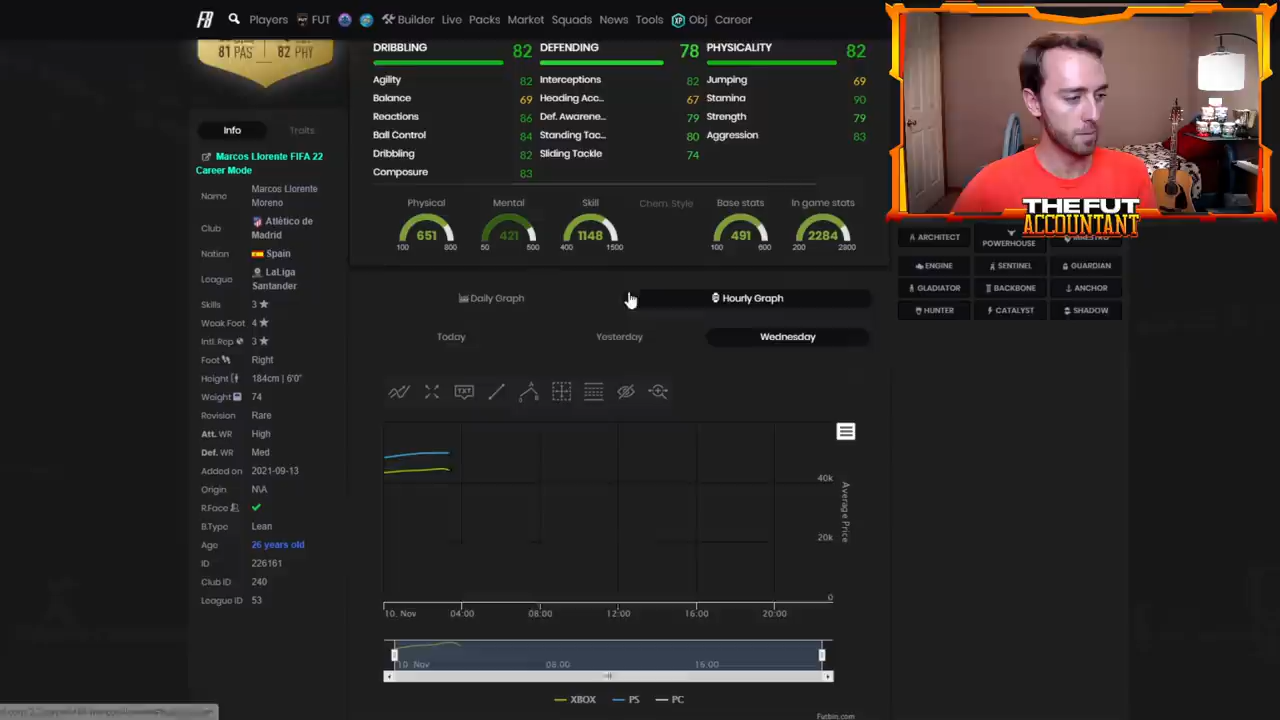 FB Players FUT Builder Live Packs Market Squads News Tools XP Obj Career
81 PAS 82 PHY
DRIBBLING 82 DEFENDING 78 PHYSICALITY 82
Agility 82 Interceptions 82 Jumping 69
Balance 69 Heading Acc... 67 Stamina 90
Reactions 86 Def. Awarene... 79 Strength 79
Ball Control 84 Standing Tac... 80 Aggression 83
Dribbling 82 Sliding Tackle 74
Composure 83
Physical Mental Skill Chem. Style Base stats In game stats
651 421 1148 491 2284
100 800 50 500 400 1500 100 600 200 2800
Info Traits
Marcos Llorente FIFA 22
Career Mode
Name Marcos Llorente
Moreno
Club Atlético de
Madrid
Nation Spain
League LaLiga
Santander
Skills 3
Weak Foot 4
Intl. Rep 3
Foot Right
Height 184cm | 6'0"
Weight 74
Revision Rare
Att. WR High
Def. WR Med
Added on 2021-09-13
Origin N\A
R.Face
B.Type Lean
Age 26 years old
ID 226161
Club ID 240
League ID 53
Daily Graph Hourly Graph
Today Yesterday Wednesday
TXT
40k
20k
0
Average Price
10. Nov 04:00 08:00 12:00 16:00 20:00
10. Nov 08:00 16:00
XBOX PS PC
Futbin.com
THE FUT
ACCOUNTANT
ARCHITECT POWERHOUSE
ENGINE SENTINEL GUARDIAN
GLADIATOR BACKBONE ANCHOR
HUNTER CATALYST SHADOW